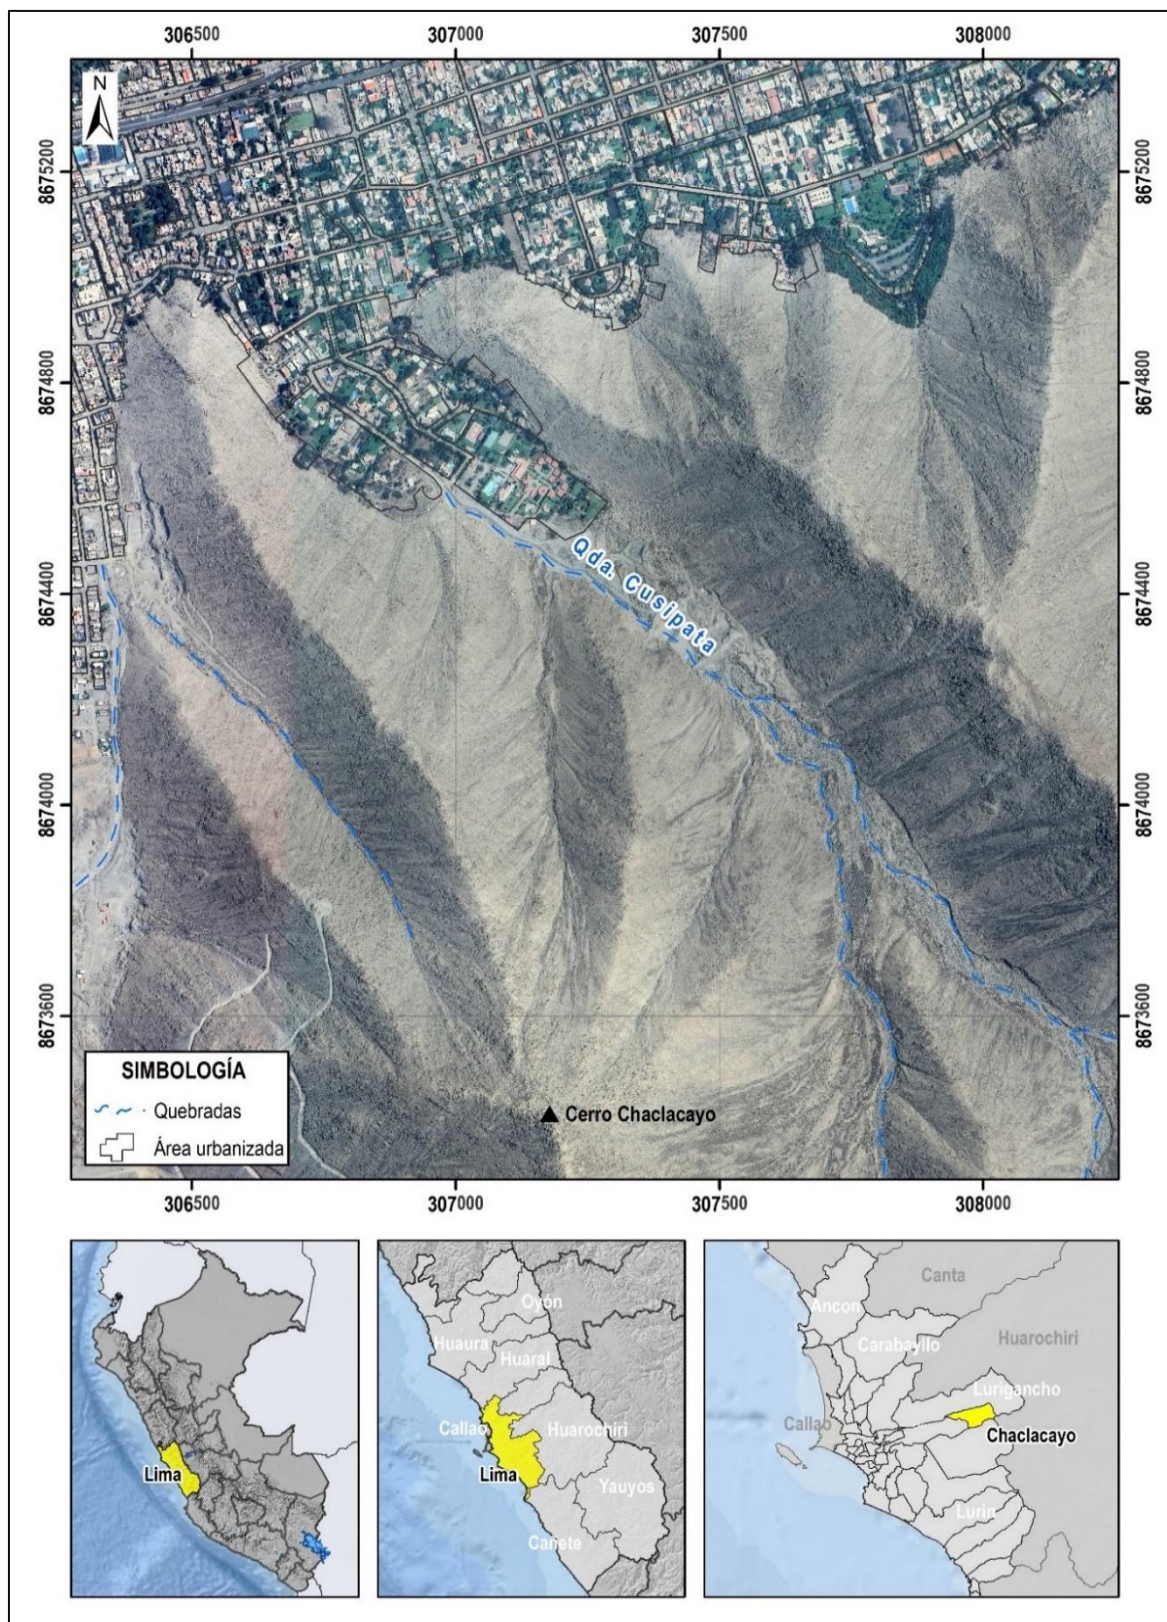 306500 307000 307500 308000
N
8675200 8675200
8674800 8674800
Qda. Cusipata
8674400 8674400
8674000 8674000
8673600 8673600
SIMBOLOGÍA
Quebradas
Área urbanizada
Cerro Chaclacayo
306500 307000 307500 308000
Lima
Oyón
Huaura
Huaral
Callao
Huarochiri
Lima
Yauyos
Cañete
Canta
Ancon
Carabayllo
Huarochiri
Lurigancho
Callao
Chaclacayo
Lurin